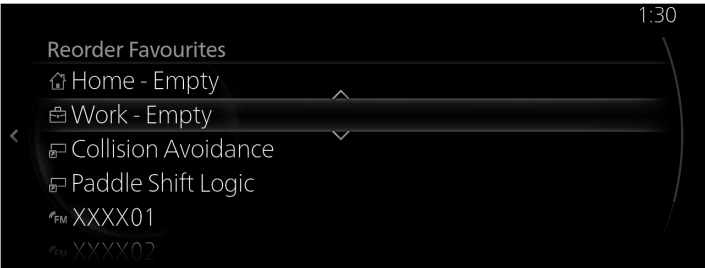 1:30
Reorder Favourites
Home - Empty
Work - Empty
Collision Avoidance
Paddle Shift Logic
FM XXXX01
FM XXXX02